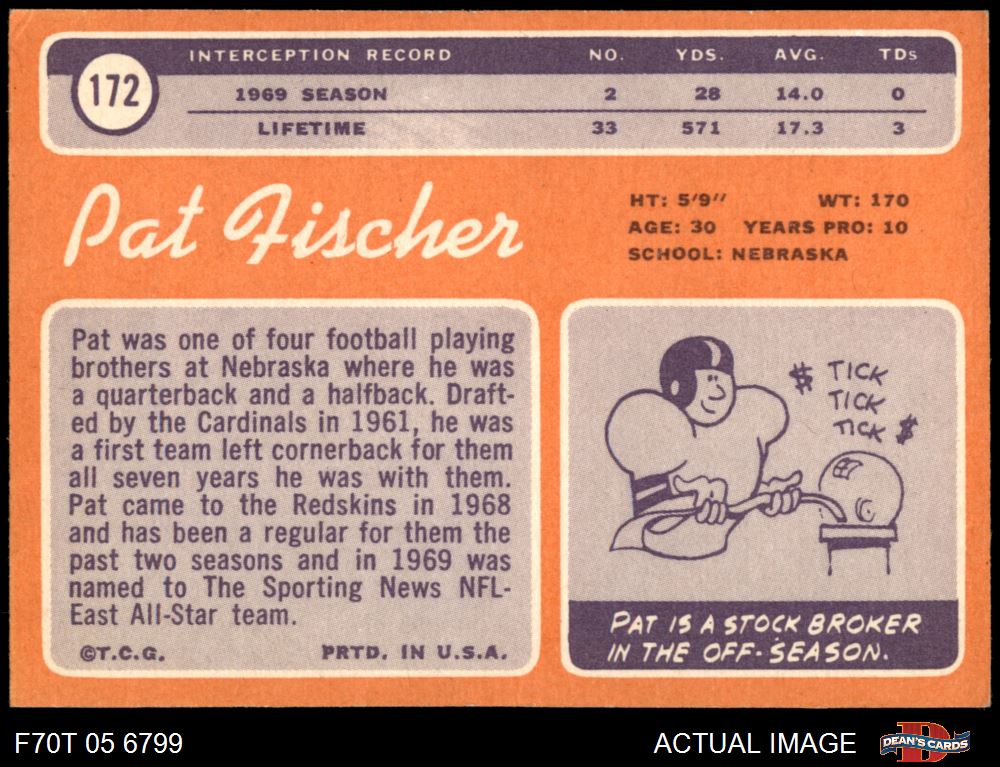 172
INTERCEPTION RECORD NO. YDS. AVG. TDs
1969 SEASON 2 28 14.0 0
LIFETIME 33 571 17.3 3
Pat Fischer
HT: 5'9" WT: 170
AGE: 30 YEARS PRO: 10
SCHOOL: NEBRASKA
Pat was one of four football playing
brothers at Nebraska where he was
a quarterback and a halfback. Draft-
ed by the Cardinals in 1961, he was
a first team left cornerback for them
all seven years he was with them.
Pat came to the Redskins in 1968
and has been a regular for them the
past two seasons and in 1969 was
named to The Sporting News NFL-
East All-Star team.
©T.C.G. PRTD. IN U.S.A.
$ TICK
TICK
TICK $
PAT IS A STOCK BROKER
IN THE OFF-SEASON.
F70T 05 6799
ACTUAL IMAGE
D
DEAN'S CARDS